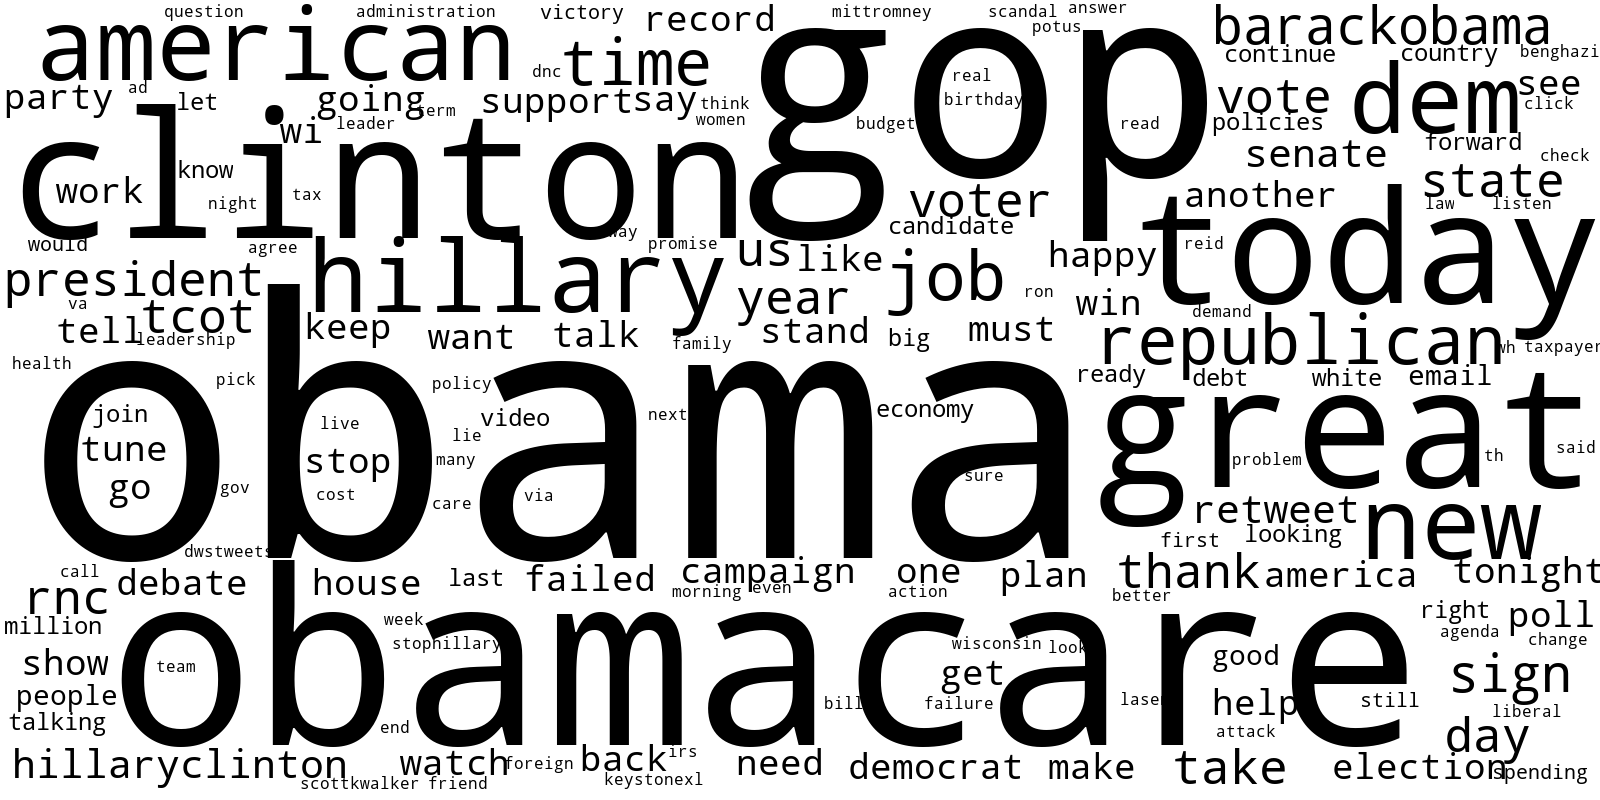 question administration victory record mittromney scandal answer
american time gop potus barackobama
dnc real continue country benghazi
party ad let going term support say think women birthday budget read vote policies dem see click
clinton wi leader senate forward check
work know night tax voter another state law listen
would agree way promise candidate reid today
president hillary us like job happy
va tcot year ron win demand
tell leadership keep want talk family stand big must republican wh taxpayer
health pick policy ready debt white email
obama great
join live video next economy
tune stop lie many problem th said
go gov cost care via sure
retweet new
dwstweets first looking
call debate house last failed campaign one plan thank america tonight
rnc morning even action better
million week obamacare right poll
stophillary wisconsin look agenda change
show team get good sign
people bill failure laser help still liberal
talking end attack day
hillaryclinton watch foreign back irs need democrat make take election spending
scottkwalker friend keystonexl